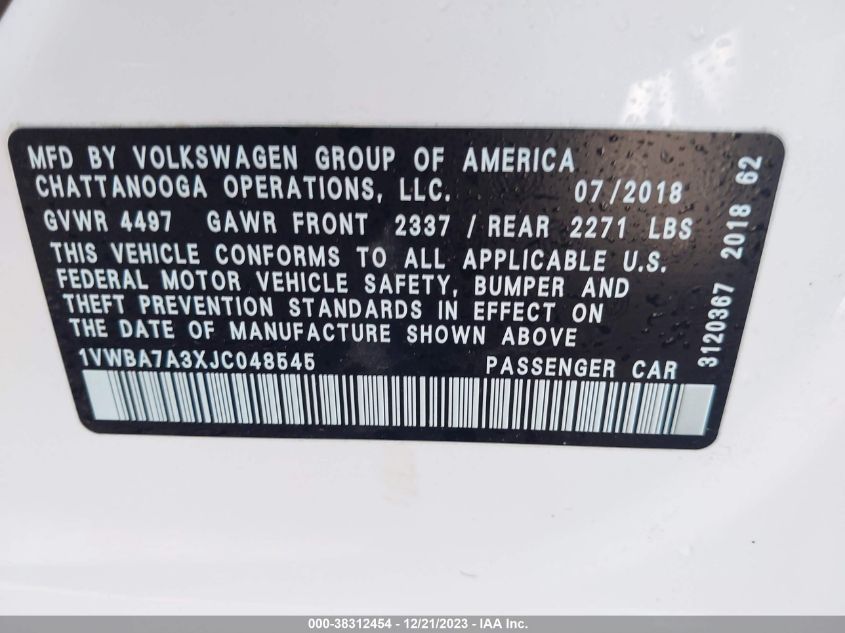 MFD BY VOLKSWAGEN GROUP OF AMERICA
CHATTANOOGA OPERATIONS, LLC. 07/2018
GVWR 4497 GAWR FRONT 2337 / REAR 2271 LBS
THIS VEHICLE CONFORMS TO ALL APPLICABLE U.S.
FEDERAL MOTOR VEHICLE SAFETY, BUMPER AND
THEFT PREVENTION STANDARDS IN EFFECT ON
THE DATE OF MANUFACTURE SHOWN ABOVE
1VWBA7A3XJC048545 PASSENGER CAR
3120367 2018 62
000-38312454 - 12/21/2023 - IAA Inc.